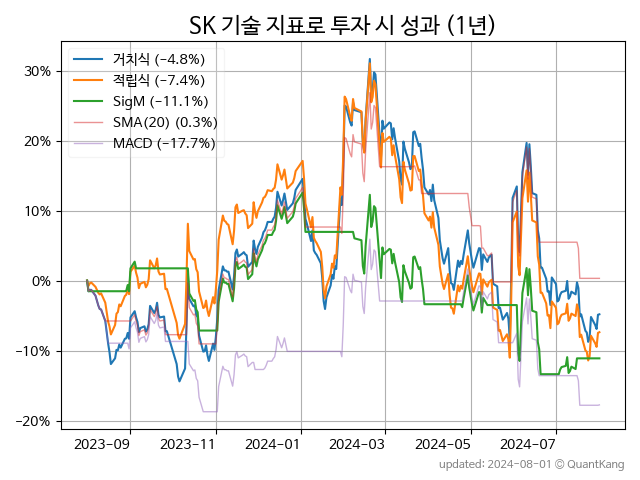 SK 기술 지표로 투자 시 성과 (1년)
거치식 (−4.8%)
적립식 (−7.4%)
SigM (−11.1%)
SMA(20) (0.3%)
MACD (−17.7%)
30%
20%
10%
0%
−10%
−20%
2023-09
2023-11
2024-01
2024-03
2024-05
2024-07
updated: 2024-08-01 © QuantKang